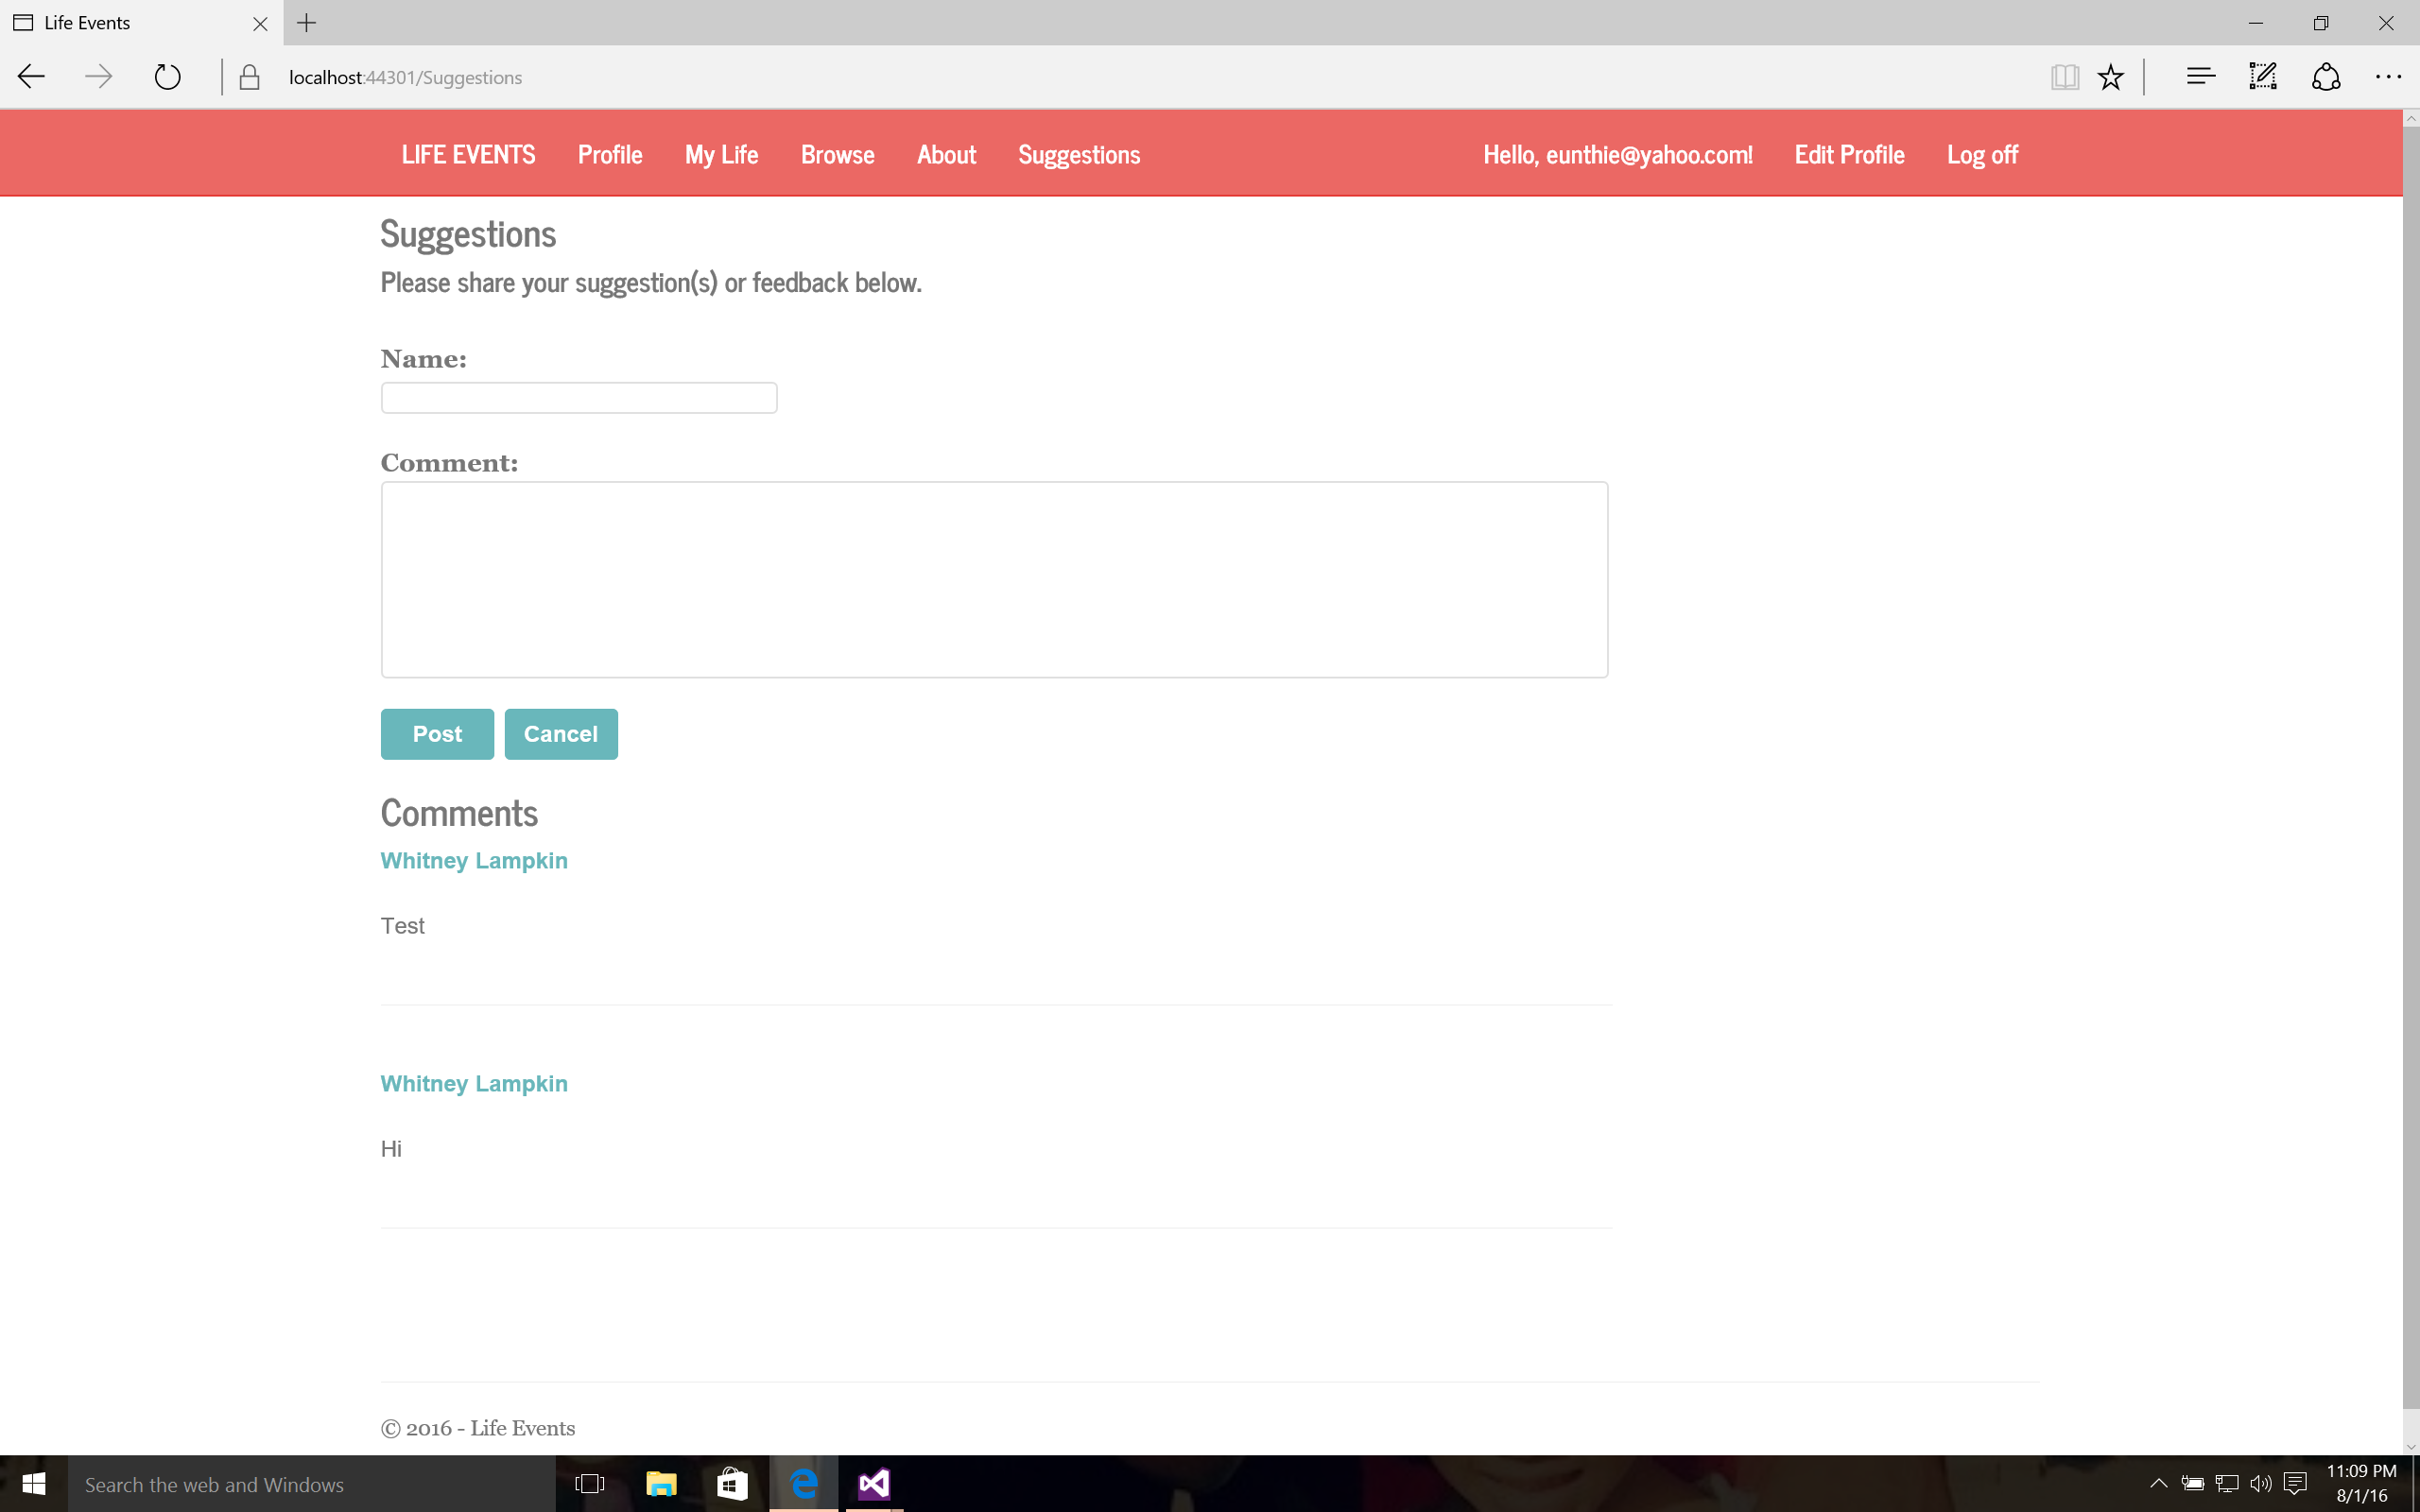 Life Events
localhost:44301/Suggestions
LIFE EVENTS Profile My Life Browse About Suggestions Hello, eunthie@yahoo.com! Edit Profile Log off
Suggestions
Please share your suggestion(s) or feedback below.
Name:
Comment:
Post Cancel
Comments
Whitney Lampkin
Test
Whitney Lampkin
Hi
© 2016 - Life Events
Search the web and Windows
11:09 PM
8/1/16